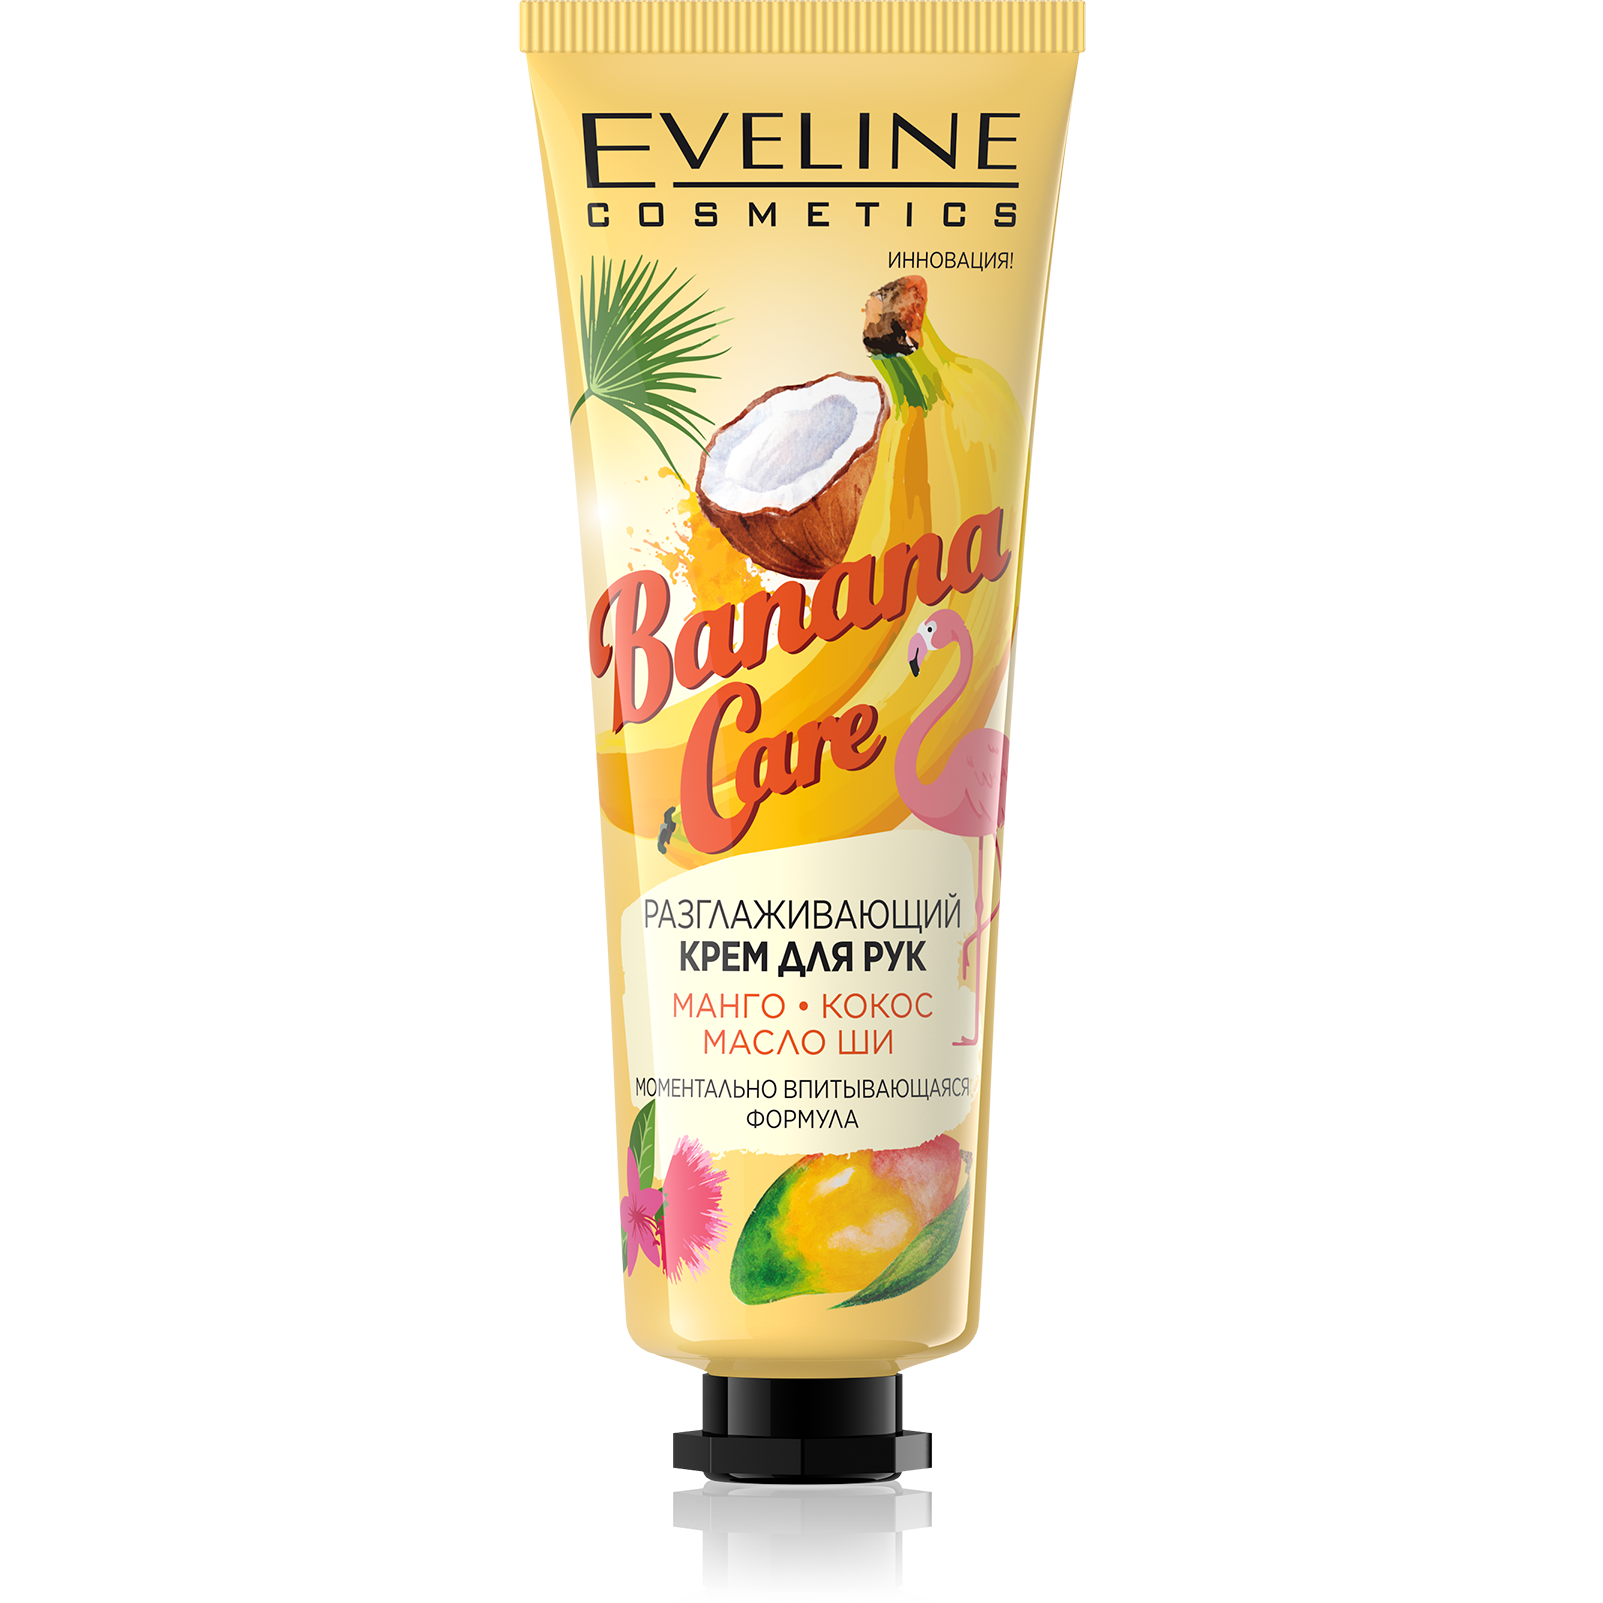 EVELINE
COSMETICS
ИННОВАЦИЯ!
Banana
Care
РАЗГЛАЖИВАЮЩИЙ
КРЕМ ДЛЯ РУК
МАНГО • КОКОС
МАСЛО ШИ
МОМЕНТАЛЬНО ВПИТЫВАЮЩАЯСЯ
ФОРМУЛА